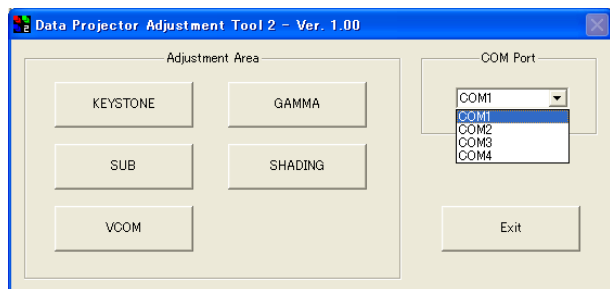 Data Projector Adjustment Tool 2 - Ver. 1.00
Adjustment Area
COM Port
KEYSTONE
GAMMA
COM1
COM1
COM2
COM3
COM4
SUB
SHADING
VCOM
Exit